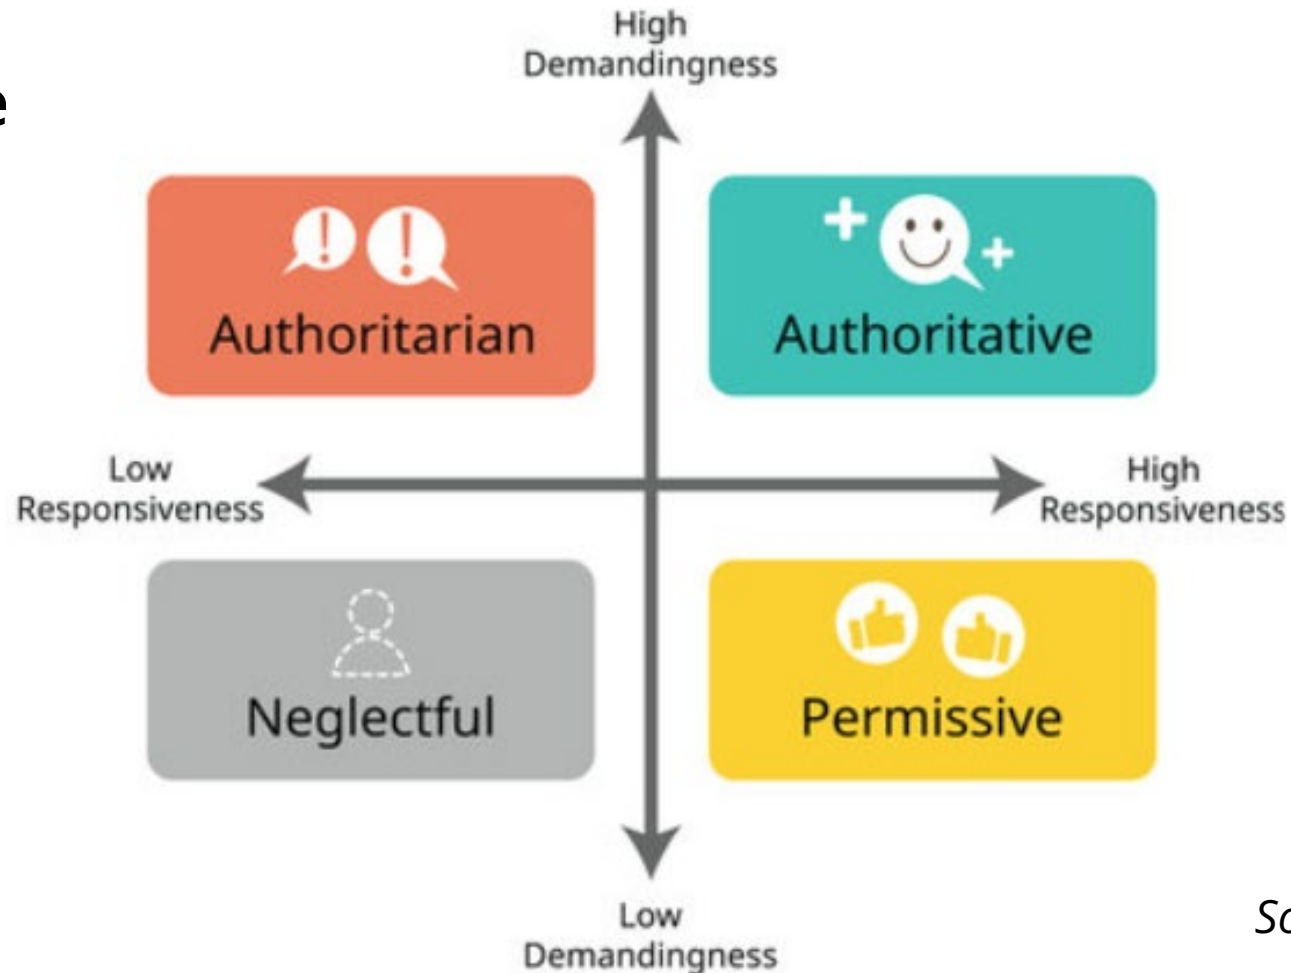 High
Demandingness
e
Authoritarian
Authoritative
Low
Responsiveness
High
Responsiveness
Neglectful
Permissive
Low
Demandingness